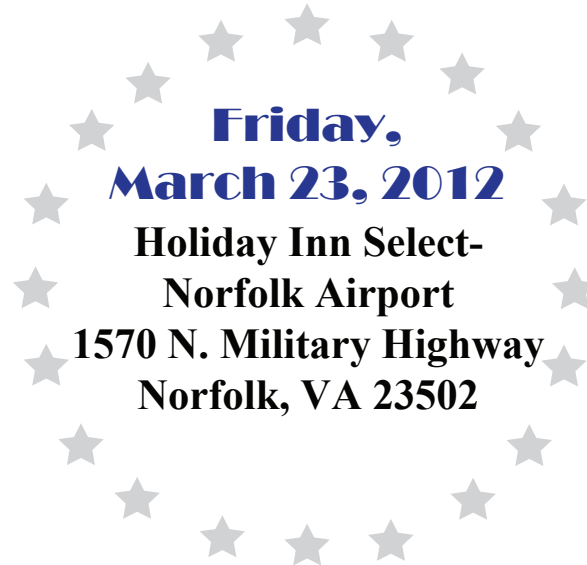 Friday,
March 23, 2012
Holiday Inn Select-
Norfolk Airport
1570 N. Military Highway
Norfolk, VA 23502